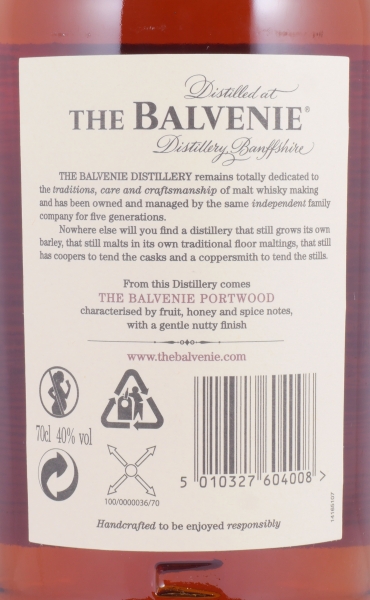 Distilled at
THE BALVENIE®
Distillery, Banffshire
THE BALVENIE DISTILLERY remains totally dedicated to
the traditions, care and craftsmanship of malt whisky making
and has been owned and managed by the same independent family
company for five generations.
Nowhere else will you find a distillery that still grows its own
barley, that still malts in its own traditional floor maltings, that still
has coopers to tend the casks and a coppersmith to tend the stills.
From this Distillery comes
THE BALVENIE PORTWOOD
characterised by fruit, honey and spice notes,
with a gentle nutty finish
www.thebalvenie.com
70cl 40% vol
100/0000036/70
5 010327 604008 >
Handcrafted to be enjoyed responsibly